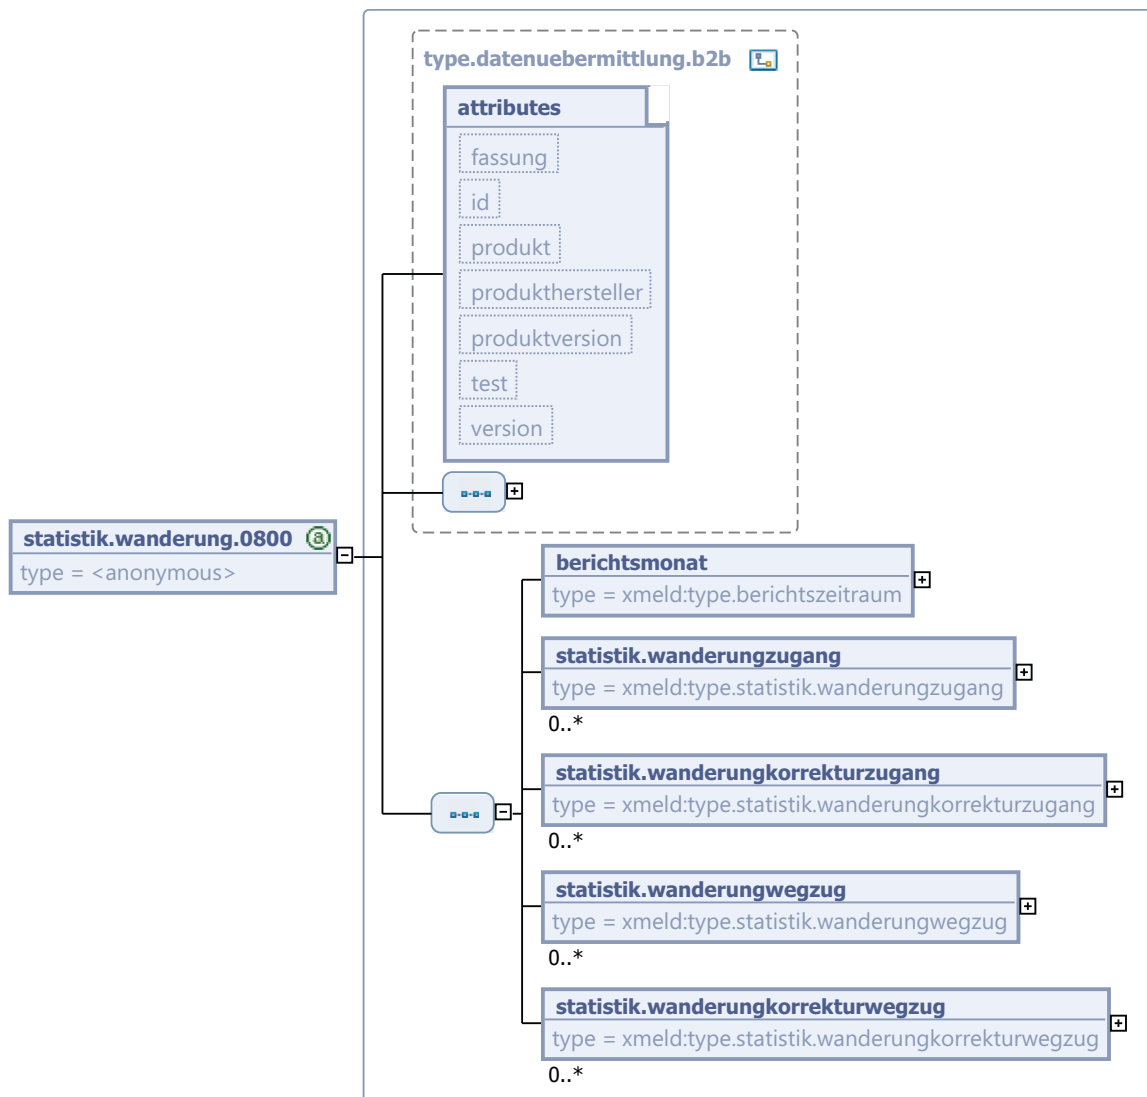 type.datenuebermittlung.b2b
attributes
fassung
id
produkt
produkthersteller
produktversion
test
version
statistik.wanderung.0800
type = <anonymous>
berichtsmonat
type = xmeld:type.berichtszeitraum
statistik.wanderungzugang
type = xmeld:type.statistik.wanderungzugang
0..*
statistik.wanderungkorrekturzugang
type = xmeld:type.statistik.wanderungkorrekturzugang
0..*
statistik.wanderungwegzug
type = xmeld:type.statistik.wanderungwegzug
0..*
statistik.wanderungkorrekturwegzug
type = xmeld:type.statistik.wanderungkorrekturwegzug
0..*